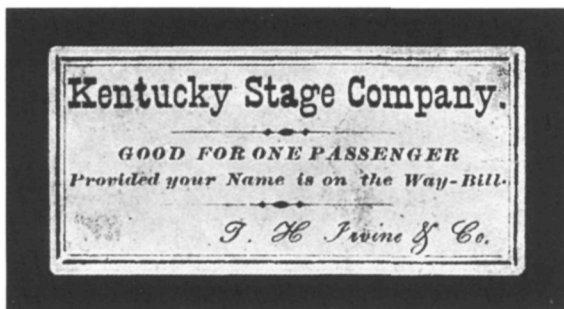 Kentucky Stage Company.
GOOD FOR ONE PASSENGER
Provided your Name is on the Way-Bill.
T. H Irvine & Co.